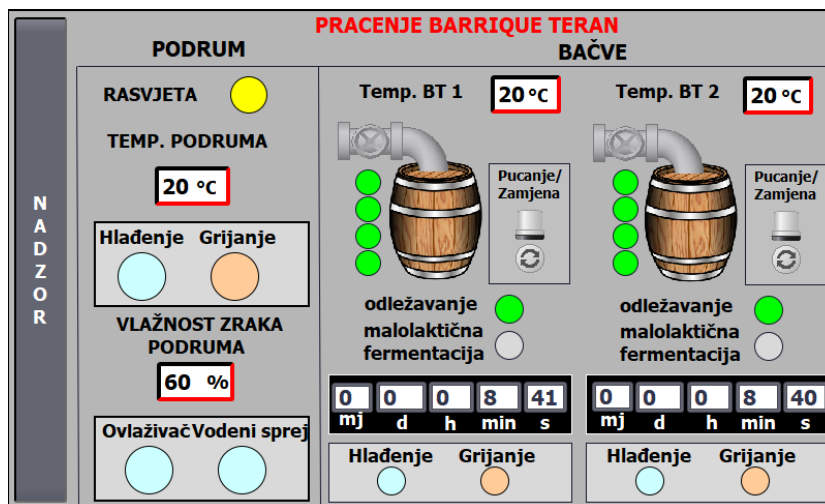 PRACENJE BARRIQUE TERAN
PODRUM
BAČVE
NADZOR
RASVJETA
TEMP. PODRUMA
20 °C
Hlađenje Grijanje
VLAŽNOST ZRAKA
PODRUMA
60 %
Ovlaživač Vodeni sprej
Temp. BT 1 20 °C
Pucanje/
Zamjena
odležavanje
malolaktična
fermentacija
0 0 0 8 41
mj d h min s
Hlađenje Grijanje
Temp. BT 2 20 °C
Pucanje/
Zamjena
odležavanje
malolaktična
fermentacija
0 0 0 8 40
mj d h min s
Hlađenje Grijanje